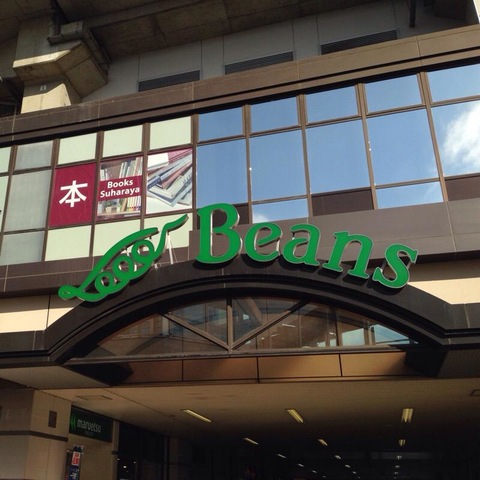 本
Books
Suharaya
Beans
maruetsu